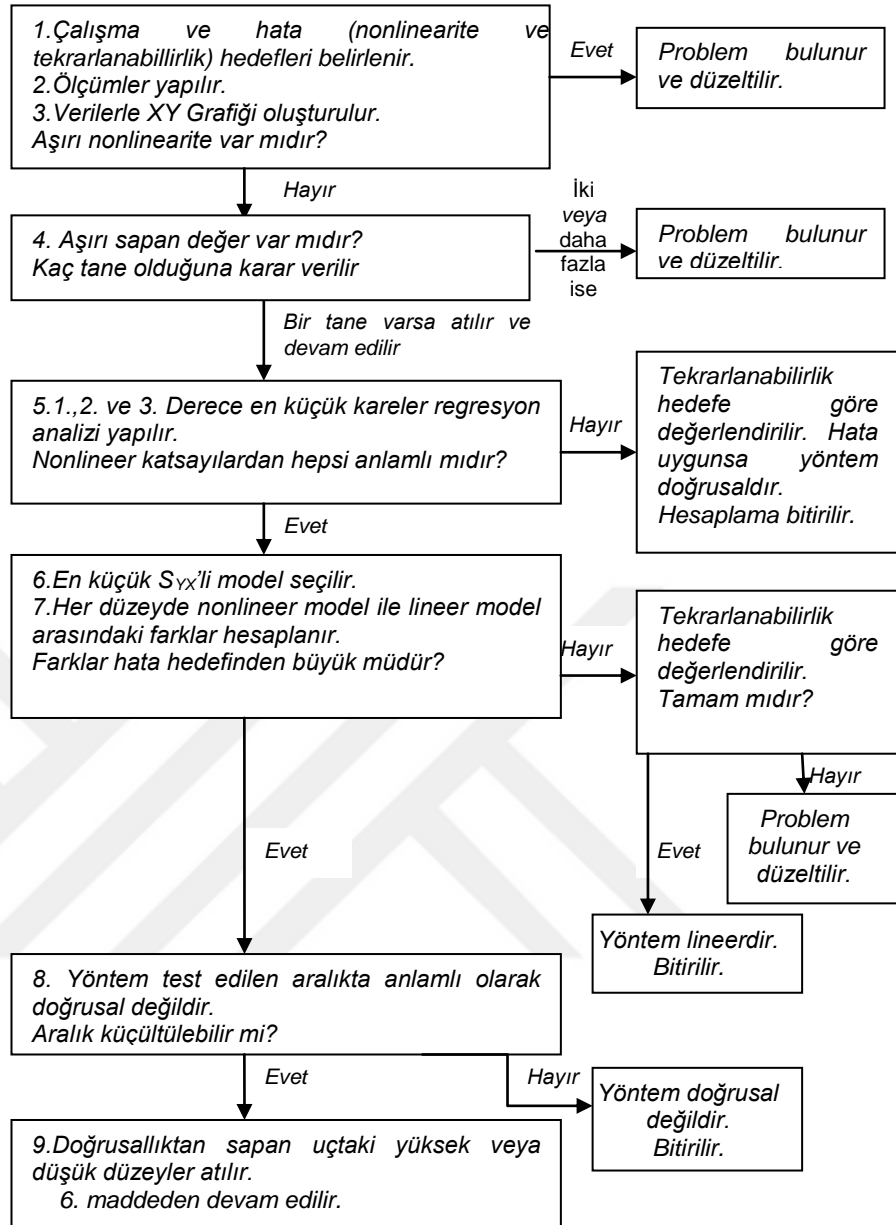 1.Çalışma ve hata (nonlinearite ve
tekrarlanabillirlik) hedefleri belirlenir.
2.Ölçümler yapılır.
3.Verilerle XY Grafiği oluşturulur.
Aşırı nonlinearite var mıdır?
Evet
Problem bulunur
ve düzeltilir.
Hayır
4. Aşırı sapan değer var mıdır?
Kaç tane olduğuna karar verilir
İki
veya
daha
fazla
ise
Problem bulunur
ve düzeltilir.
Bir tane varsa atılır ve
devam edilir
5.1.,2. ve 3. Derece en küçük kareler regresyon
analizi yapılır.
Nonlineer katsayılardan hepsi anlamlı mıdır?
Hayır
Tekrarlanabilirlik
hedefe göre
değerlendirilir. Hata
uygunsa yöntem
doğrusaldır.
Hesaplama bitirilir.
Evet
6.En küçük SYX'li model seçilir.
7.Her düzeyde nonlineer model ile lineer model
arasındaki farklar hesaplanır.
Farklar hata hedefinden büyük müdür?
Hayır
Tekrarlanabilirlik
hedefe göre
değerlendirilir.
Tamam mıdır?
Hayır
Problem
bulunur ve
düzeltilir.
Evet
Evet
Yöntem lineerdir.
Bitirilir.
8. Yöntem test edilen aralıkta anlamlı olarak
doğrusal değildir.
Aralık küçültülebilir mi?
Evet
Hayır
Yöntem doğrusal
değildir.
Bitirilir.
9.Doğrusallıktan sapan uçtaki yüksek veya
düşük düzeyler atılır.
6. maddeden devam edilir.